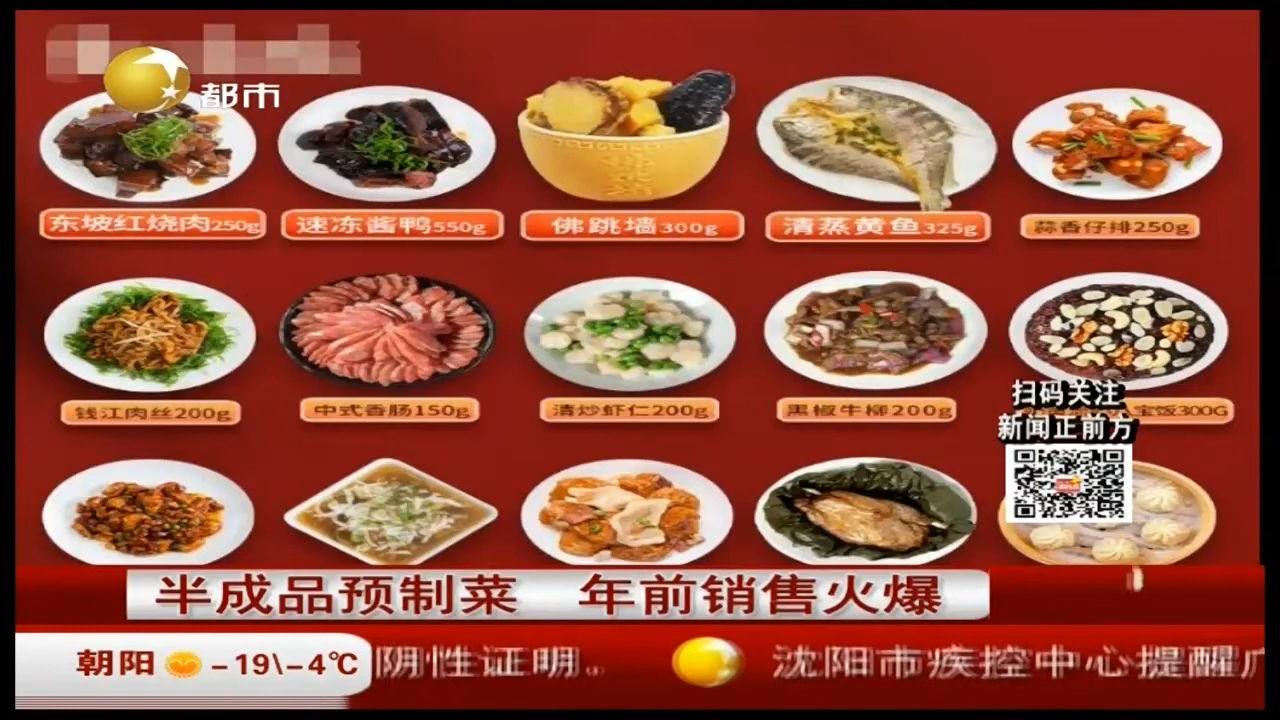 都市
东坡红烧肉250g
速冻酱鸭550g
佛跳墙300g
清蒸黄鱼325g
蒜香仔排250g
钱江肉丝200g
中式香肠150g
清炒虾仁200g
黑椒牛柳200g
宝饭300G
扫码关注
新闻正前方
半成品预制菜 年前销售火爆
朝阳 -19\-4℃
阴性证明。 沈阳市疾控中心提醒广